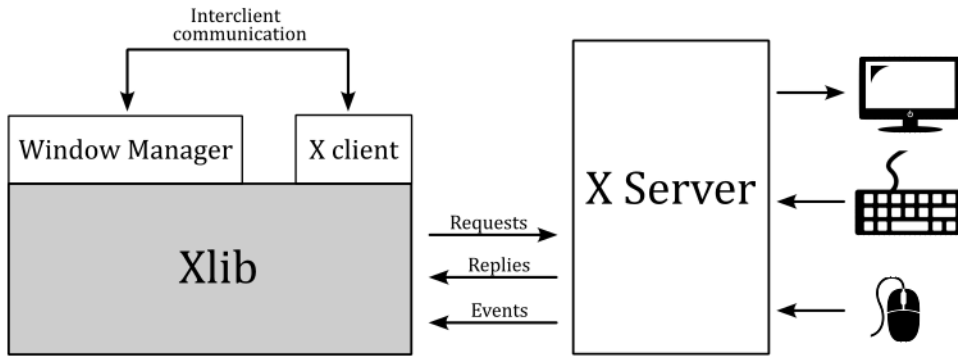 Interclient
communication
Window Manager
X client
Xlib
Requests
Replies
Events
X Server